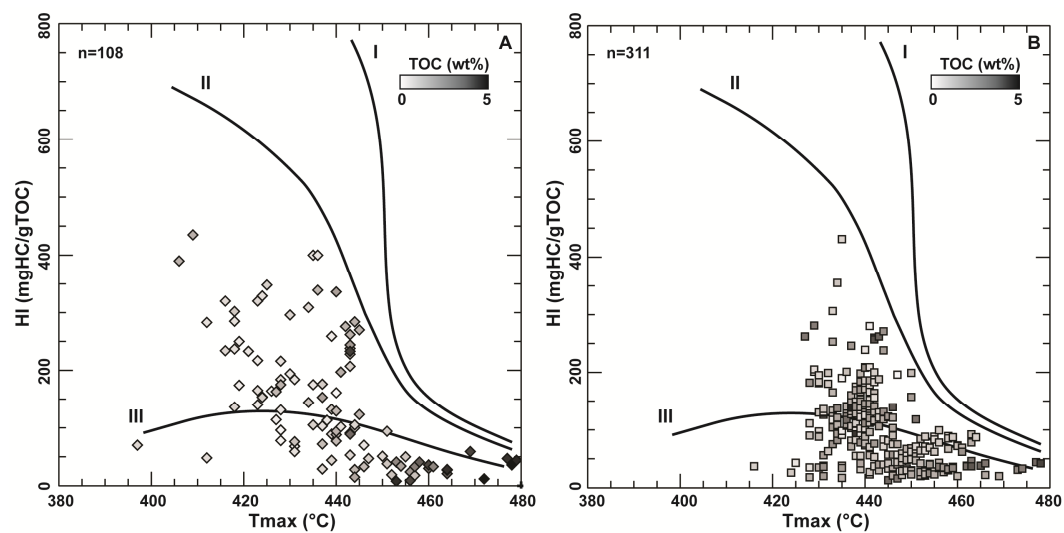 A
n=108
I
TOC (wt%)
0 5
II
III
HI (mgHC/gTOC)
0 200 400 600 800
380 400 420 440 460 480
Tmax (°C)
B
n=311
I
TOC (wt%)
0 5
II
III
HI (mgHC/gTOC)
0 200 400 600 800
380 400 420 440 460 480
Tmax (°C)